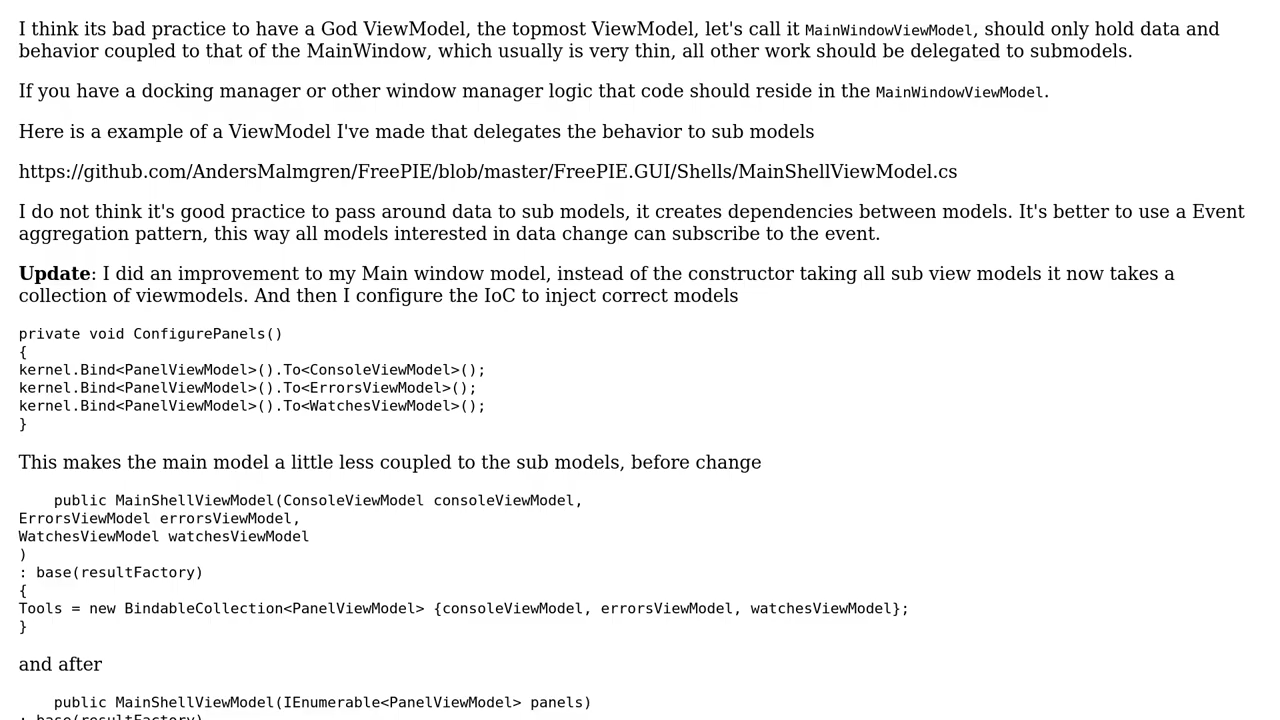 I think its bad practice to have a God ViewModel, the topmost ViewModel, let's call it MainWindowViewModel, should only hold data and
behavior coupled to that of the MainWindow, which usually is very thin, all other work should be delegated to submodels.
If you have a docking manager or other window manager logic that code should reside in the MainWindowViewModel.
Here is a example of a ViewModel I've made that delegates the behavior to sub models
https://github.com/AndersMalmgren/FreePIE/blob/master/FreePIE.GUI/Shells/MainShellViewModel.cs
I do not think it's good practice to pass around data to sub models, it creates dependencies between models. It's better to use a Event
aggregation pattern, this way all models interested in data change can subscribe to the event.
Update: I did an improvement to my Main window model, instead of the constructor taking all sub view models it now takes a
collection of viewmodels. And then I configure the IoC to inject correct models
private void ConfigurePanels()
{
kernel.Bind<PanelViewModel>().To<ConsoleViewModel>();
kernel.Bind<PanelViewModel>().To<ErrorsViewModel>();
kernel.Bind<PanelViewModel>().To<WatchesViewModel>();
}
This makes the main model a little less coupled to the sub models, before change
    public MainShellViewModel(ConsoleViewModel consoleViewModel,
ErrorsViewModel errorsViewModel,
WatchesViewModel watchesViewModel
)
: base(resultFactory)
{
Tools = new BindableCollection<PanelViewModel> {consoleViewModel, errorsViewModel, watchesViewModel};
}
and after
    public MainShellViewModel(IEnumerable<PanelViewModel> panels)
: base(resultFactory)